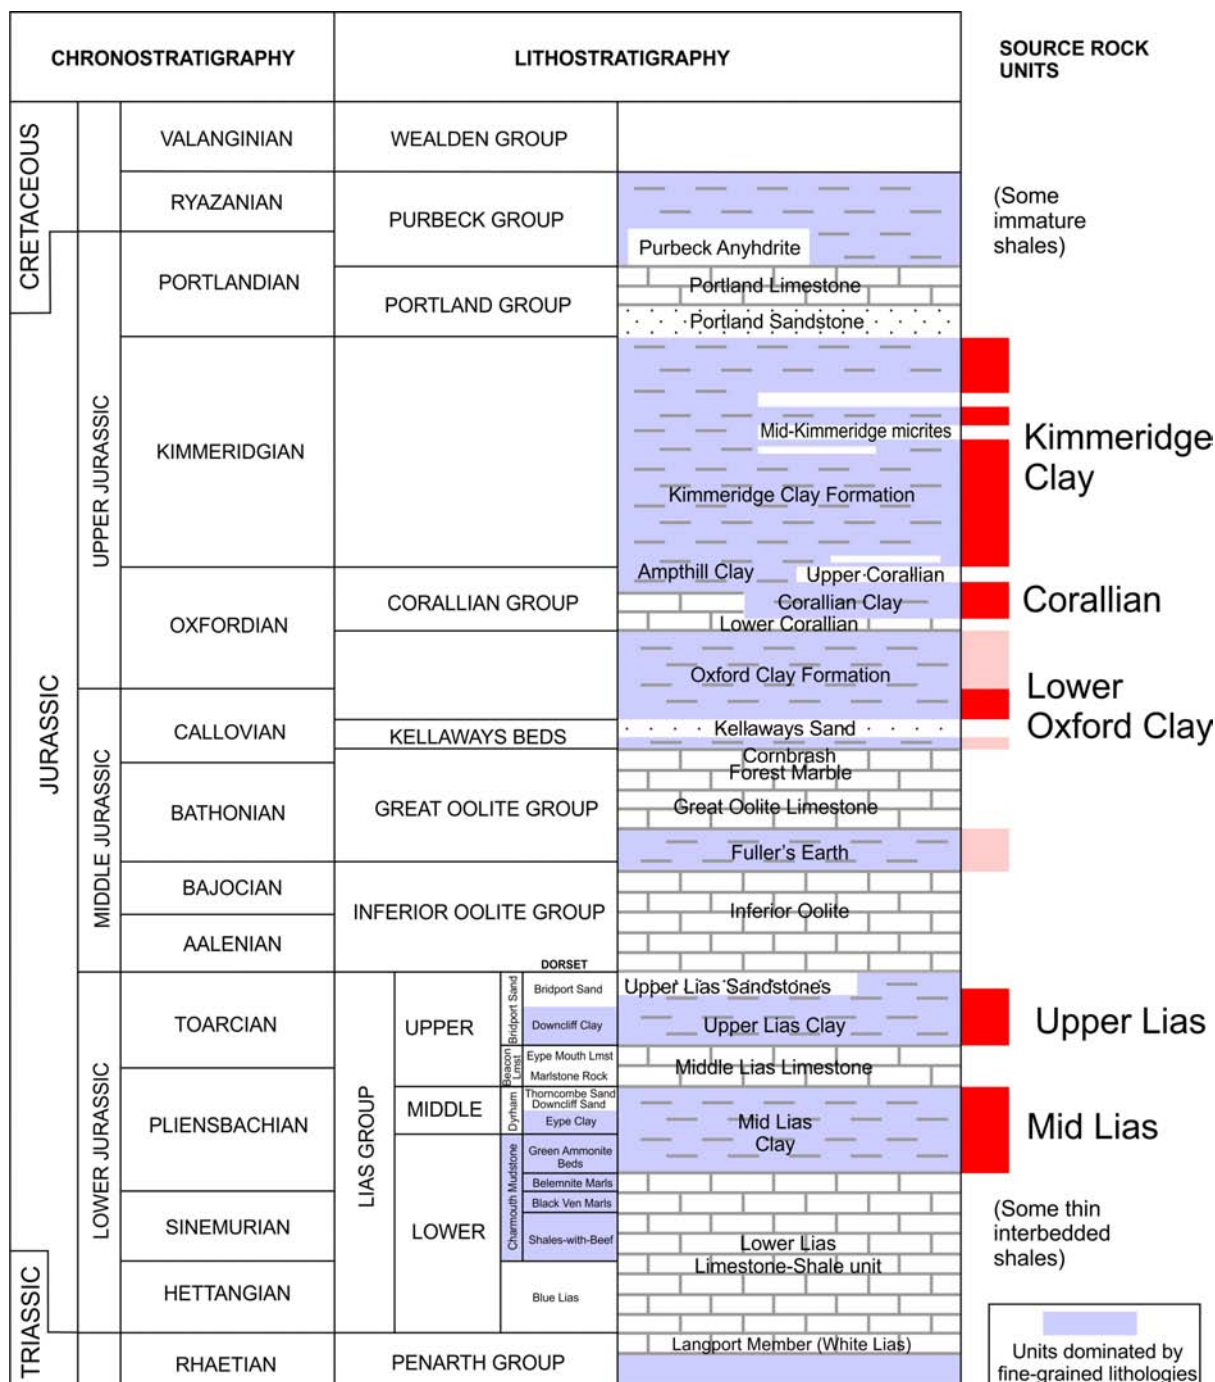 CHRONOSTRATIGRAPHY
LITHOSTRATIGRAPHY
SOURCE ROCK
UNITS
CRETACEOUS
JURASSIC
TRIASSIC
UPPER JURASSIC
MIDDLE JURASSIC
LOWER JURASSIC
VALANGINIAN
RYAZANIAN
PORTLANDIAN
KIMMERIDGIAN
OXFORDIAN
CALLOVIAN
BATHONIAN
BAJOCIAN
AALENIAN
TOARCIAN
PLIENSBACHIAN
SINEMURIAN
HETTANGIAN
RHAETIAN
WEALDEN GROUP
PURBECK GROUP
PORTLAND GROUP
CORALLIAN GROUP
KELLAWAYS BEDS
GREAT OOLITE GROUP
INFERIOR OOLITE GROUP
LIAS GROUP
UPPER
MIDDLE
LOWER
PENARTH GROUP
DORSET
Bridport Sand
Beacon
Lmst
Dyrham
Charmouth Mudstone
Bridport Sand
Downcliff Clay
Eype Mouth Lmst
Marlstone Rock
Thorncombe Sand
Downcliff Sand
Eype Clay
Green Ammonite
Beds
Belemnite Marls
Black Ven Marls
Shales-with-Beef
Blue Lias
Purbeck Anyhdrite
Portland Limestone
Portland Sandstone
Mid-Kimmeridge micrites
Kimmeridge Clay Formation
Ampthill Clay
Upper Corallian
Corallian Clay
Lower Corallian
Oxford Clay Formation
Kellaways Sand
Cornbrash
Forest Marble
Great Oolite Limestone
Fuller's Earth
Inferior Oolite
Upper Lias Sandstones
Upper Lias Clay
Middle Lias Limestone
Mid Lias
Clay
Lower Lias
Limestone-Shale unit
Langport Member (White Lias)
(Some
immature
shales)
Kimmeridge
Clay
Corallian
Lower
Oxford Clay
Upper Lias
Mid Lias
(Some thin
interbedded
shales)
Units dominated by
fine-grained lithologies